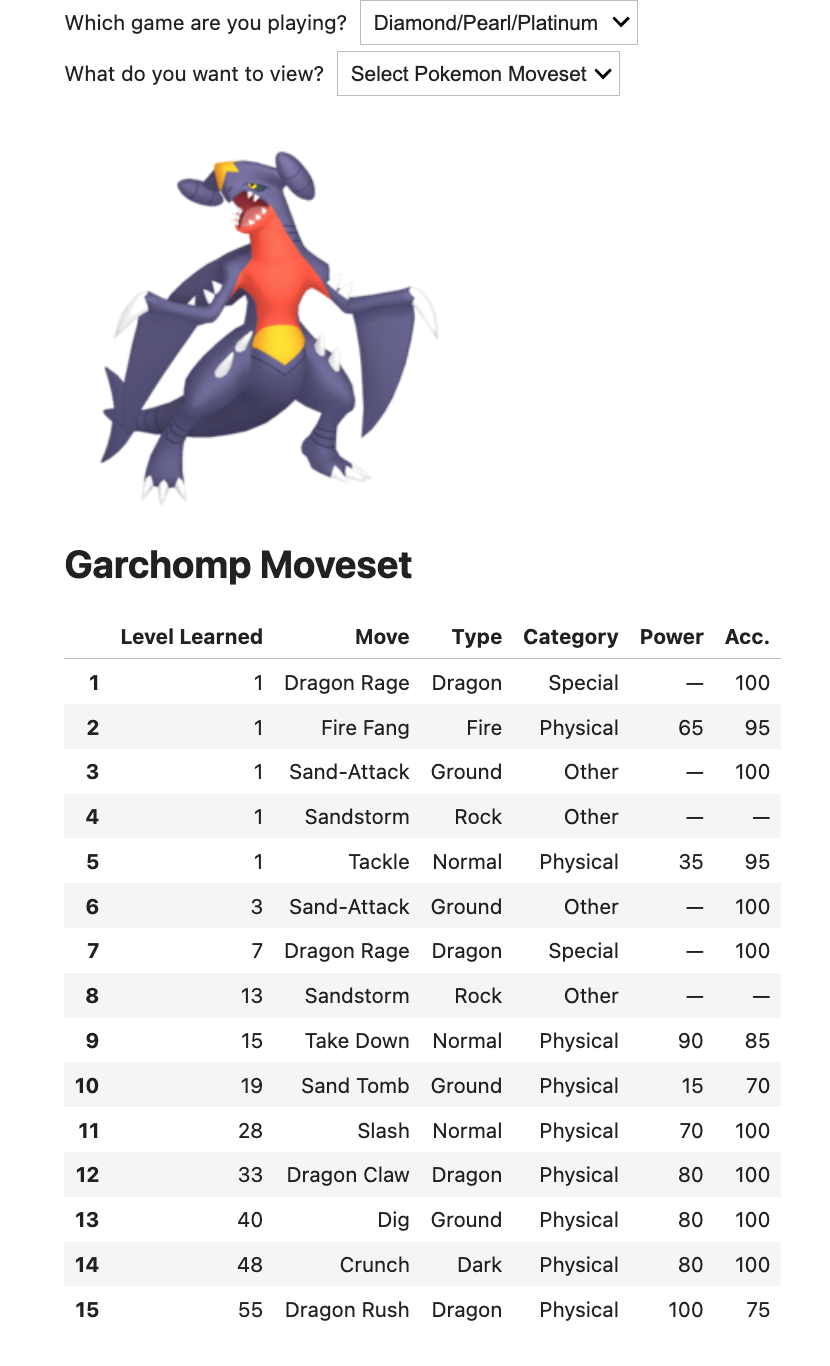 Which game are you playing? Diamond/Pearl/Platinum
What do you want to view? Select Pokemon Moveset
Garchomp Moveset
Level Learned Move Type Category Power Acc.
1 1 Dragon Rage Dragon Special — 100
2 1 Fire Fang Fire Physical 65 95
3 1 Sand-Attack Ground Other — 100
4 1 Sandstorm Rock Other — —
5 1 Tackle Normal Physical 35 95
6 3 Sand-Attack Ground Other — 100
7 7 Dragon Rage Dragon Special — 100
8 13 Sandstorm Rock Other — —
9 15 Take Down Normal Physical 90 85
10 19 Sand Tomb Ground Physical 15 70
11 28 Slash Normal Physical 70 100
12 33 Dragon Claw Dragon Physical 80 100
13 40 Dig Ground Physical 80 100
14 48 Crunch Dark Physical 80 100
15 55 Dragon Rush Dragon Physical 100 75